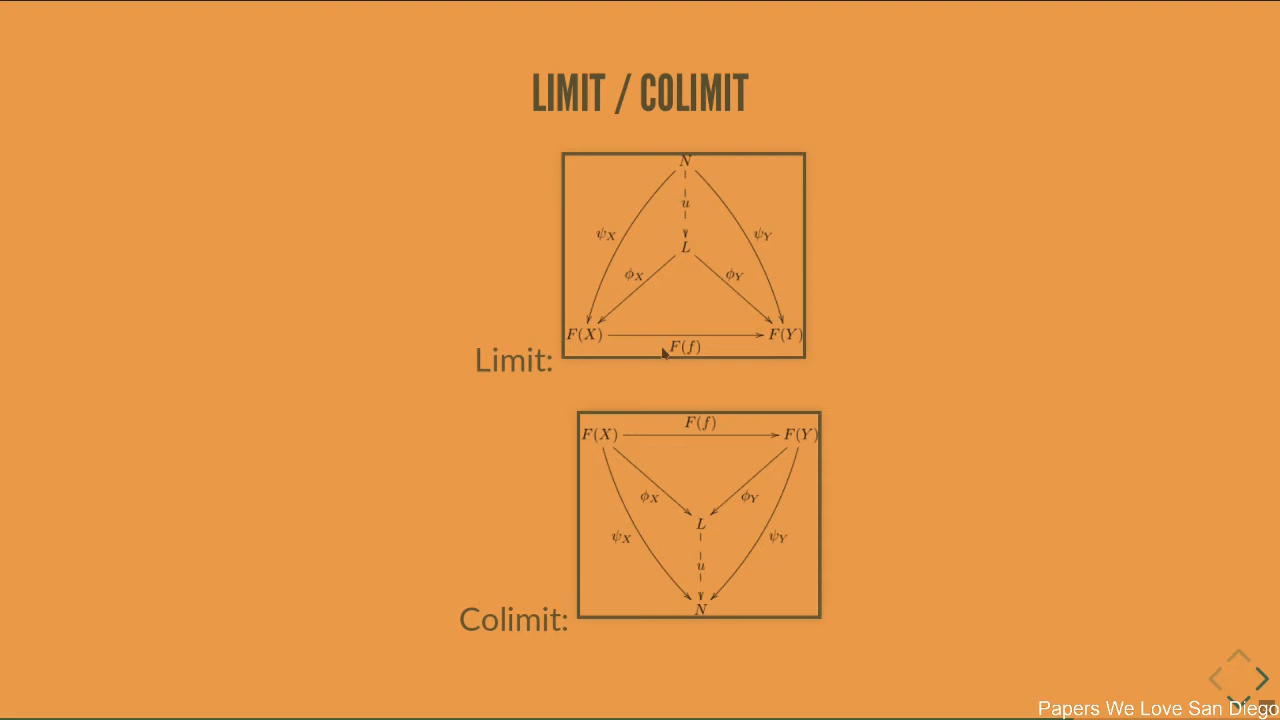 LIMIT / COLIMIT
N
u
ψX ψY
L
ϕX ϕY
F(X) F(Y)
F(f)
Limit:
F(f)
F(X) F(Y)
ϕX ϕY
L
ψX ψY
u
N
Colimit:
Papers We Love San Diego